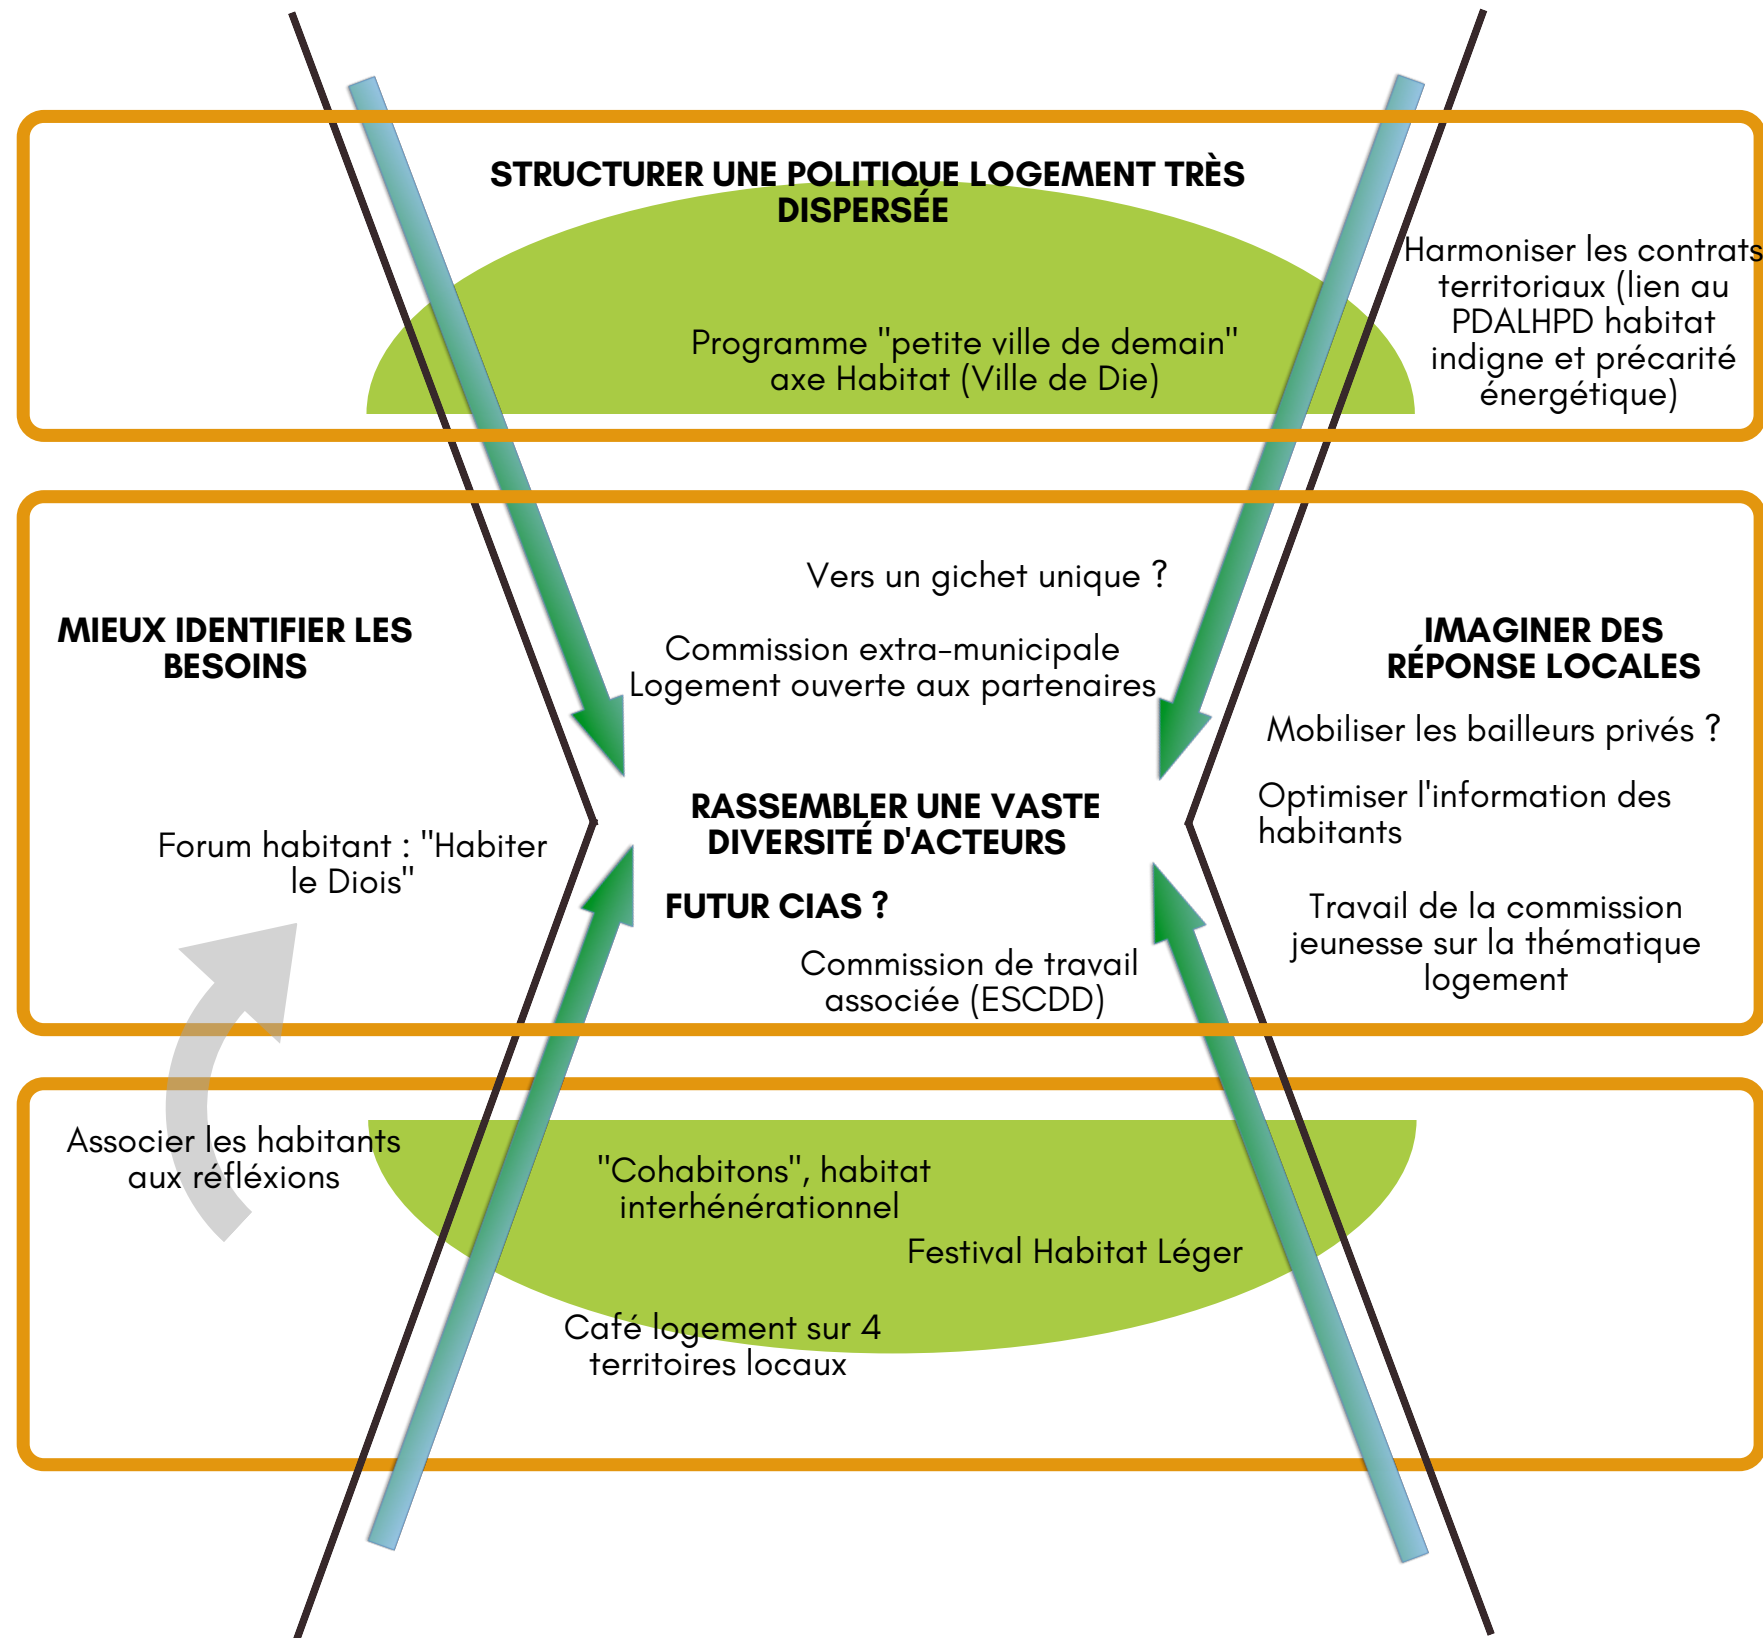 STRUCTURER UNE POLITIQUE LOGEMENT TRÈS
DISPERSÉE
Harmoniser les contrats
territoriaux (lien au
PDALHPD habitat
indigne et précarité
énergétique)
Programme "petite ville de demain"
axe Habitat (Ville de Die)
MIEUX IDENTIFIER LES
BESOINS
Forum habitant : "Habiter
le Diois"
Vers un gichet unique ?
Commission extra-municipale
Logement ouverte aux partenaires
RASSEMBLER UNE VASTE
DIVERSITÉ D'ACTEURS
FUTUR CIAS ?
Commission de travail
associée (ESCDD)
IMAGINER DES
RÉPONSE LOCALES
Mobiliser les bailleurs privés ?
Optimiser l'information des
habitants
Travail de la commission
jeunesse sur la thématique
logement
Associer les habitants
aux réfléxions
"Cohabitons", habitat
interhénérationnel
Festival Habitat Léger
Café logement sur 4
territoires locaux